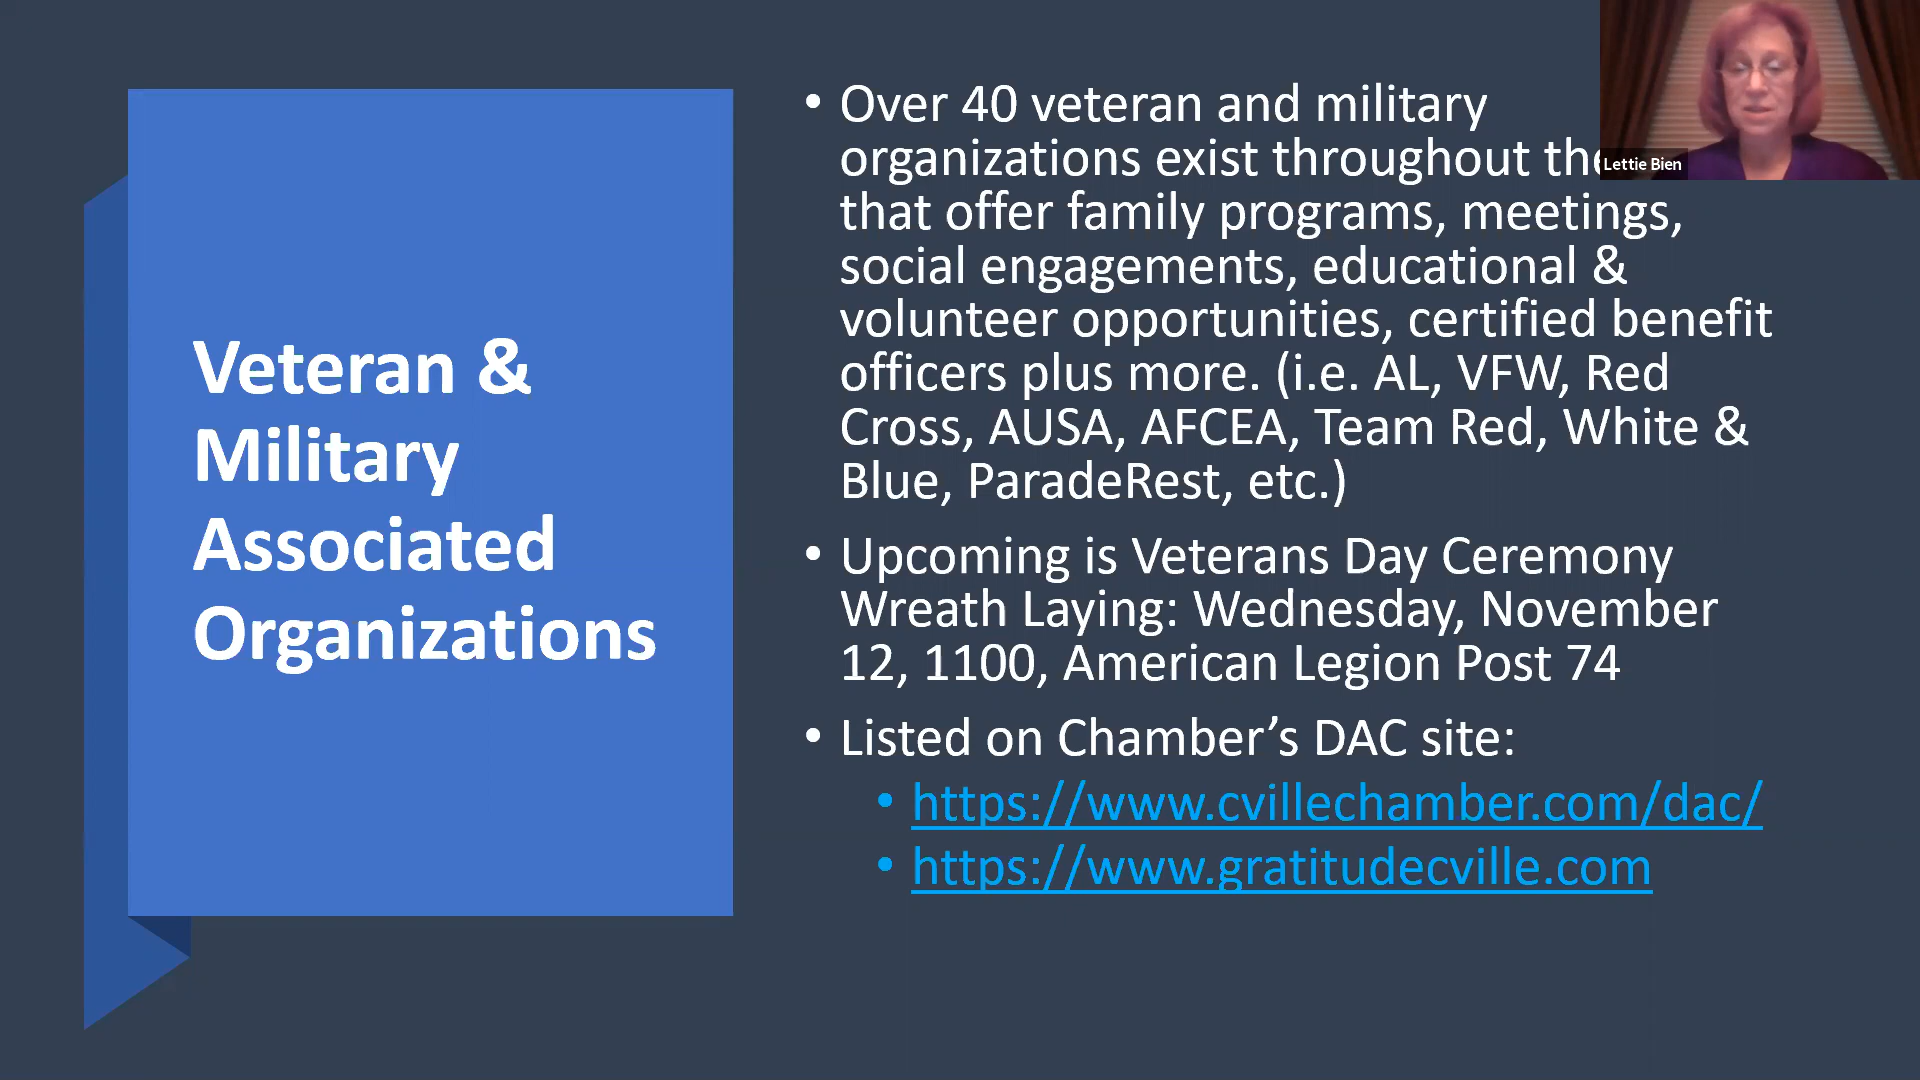 Veteran &
Military
Associated
Organizations
• Over 40 veteran and military
organizations exist throughout the
that offer family programs, meetings,
social engagements, educational &
volunteer opportunities, certified benefit
officers plus more. (i.e. AL, VFW, Red
Cross, AUSA, AFCEA, Team Red, White &
Blue, ParadeRest, etc.)
• Upcoming is Veterans Day Ceremony
Wreath Laying: Wednesday, November
12, 1100, American Legion Post 74
• Listed on Chamber’s DAC site:
• https://www.cvillechamber.com/dac/
• https://www.gratitudecville.com
Lettie Bien